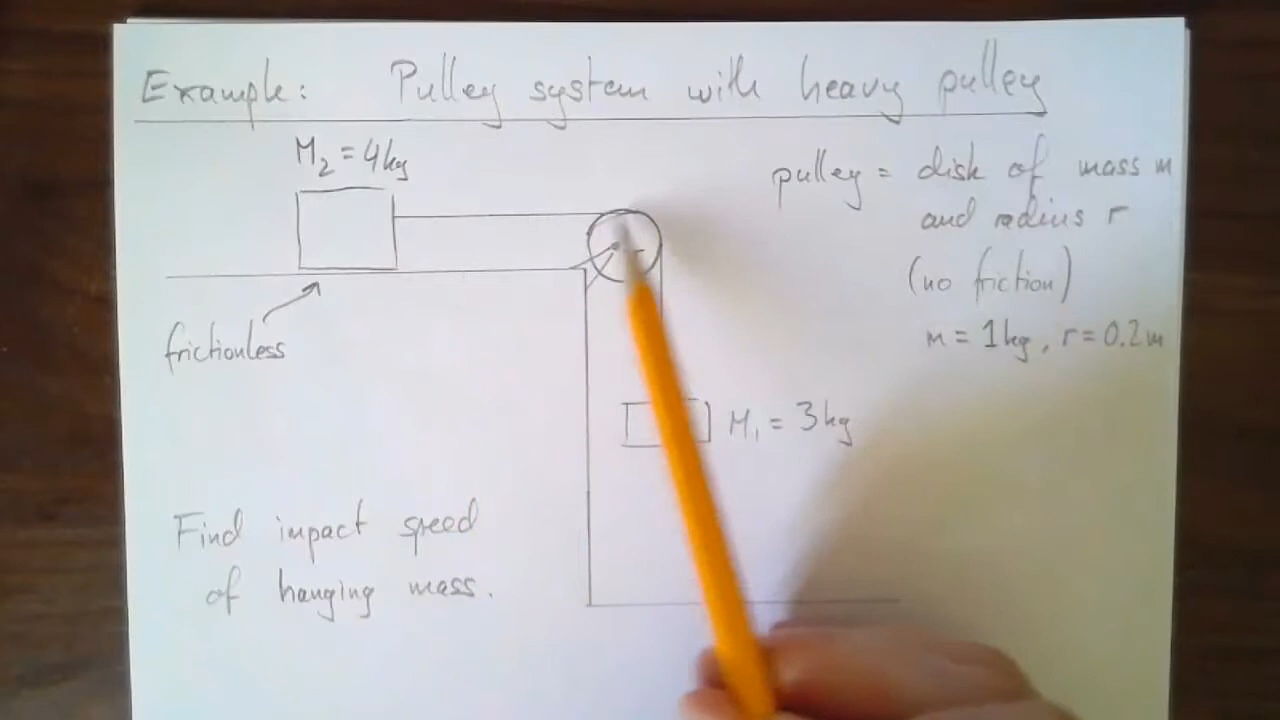 Example: Pulley system with heavy pulley
M₂ = 4kg
pulley = disk of mass m
and radius r
(no friction)
m = 1kg, r = 0.2m
frictionless
M₁ = 3kg
Find impact speed
of hanging mass.